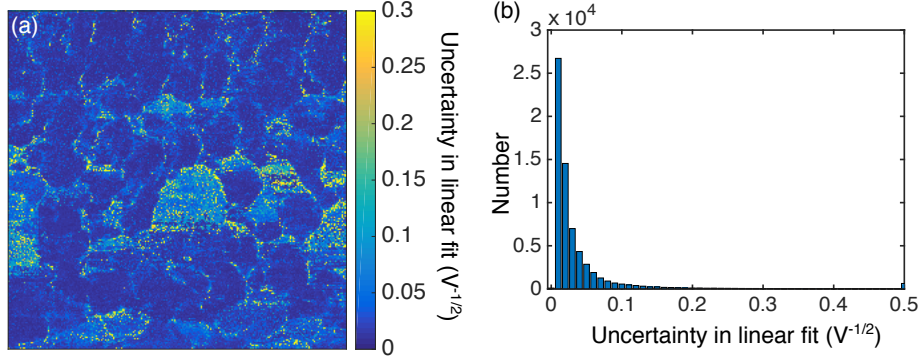 (a)
0.3
0.25
0.2
0.15
0.1
0.05
0
Uncertainty in linear fit (V^-1/2)
(b)
× 10^4
3
2.5
2
1.5
1
0.5
0
Number
0 0.1 0.2 0.3 0.4 0.5
Uncertainty in linear fit (V^-1/2)